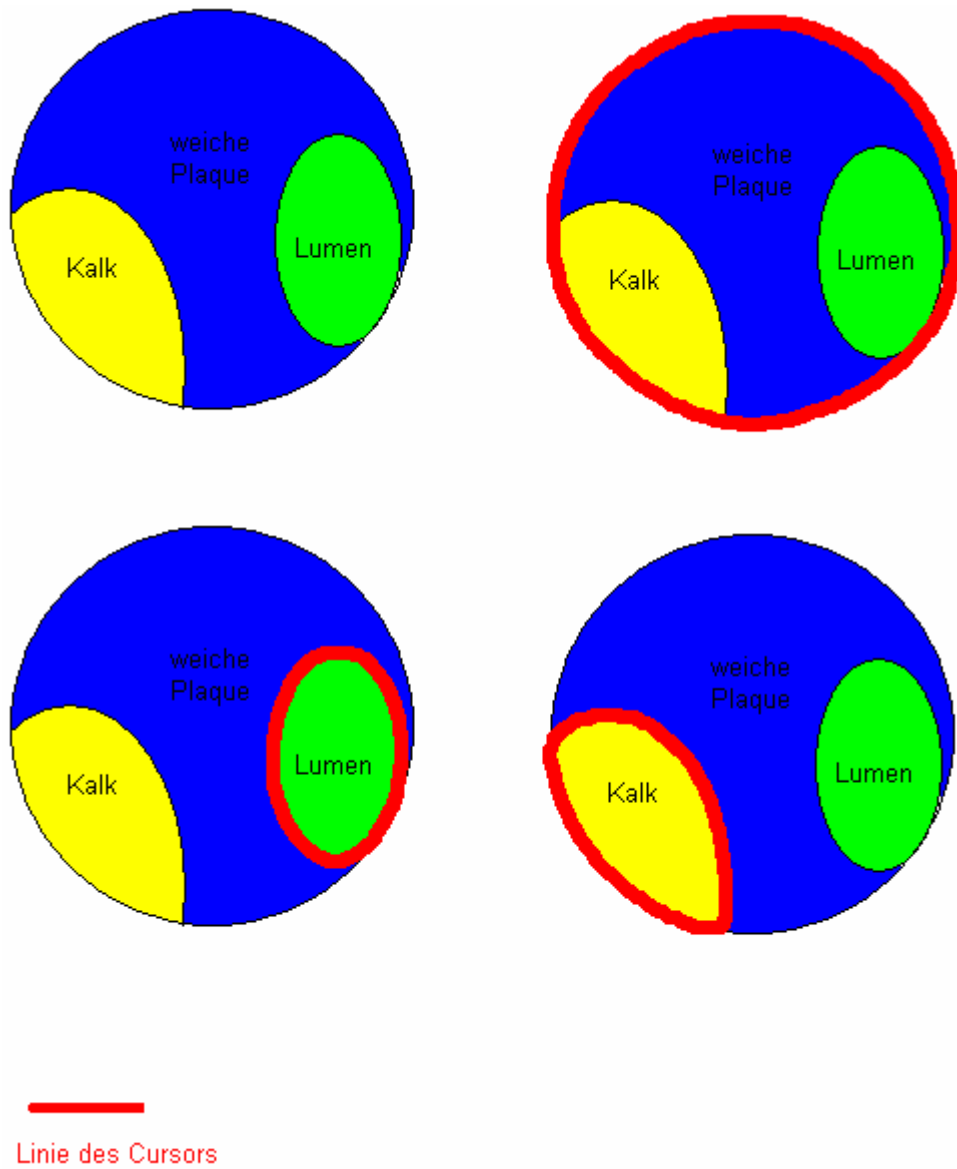 weiche
Plaque
Kalk
Lumen
weiche
Plaque
Kalk
Lumen
weiche
Plaque
Kalk
Lumen
weiche
Plaque
Kalk
Lumen
Linie des Cursors